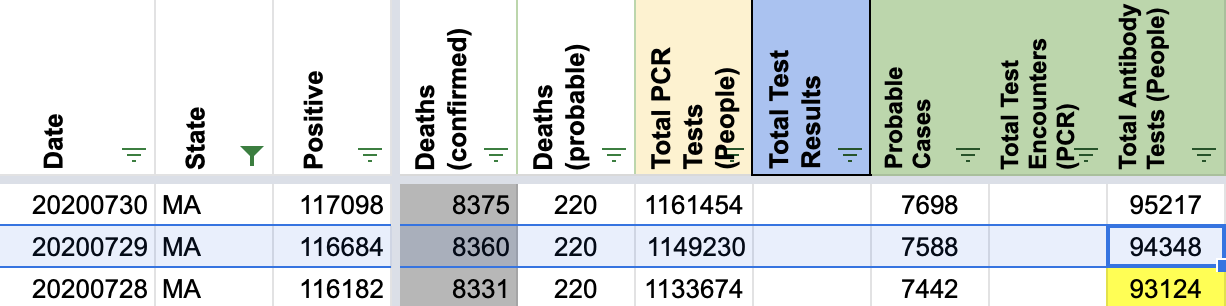 Date State Positive Deaths (confirmed) Deaths (probable) Total PCR Tests (People) Total Test Results Probable Cases Total Test Encounters (PCR) Total Antibody Tests (People)
20200730 MA 117098 8375 220 1161454 7698 95217
20200729 MA 116684 8360 220 1149230 7588 94348
20200728 MA 116182 8331 220 1133674 7442 93124